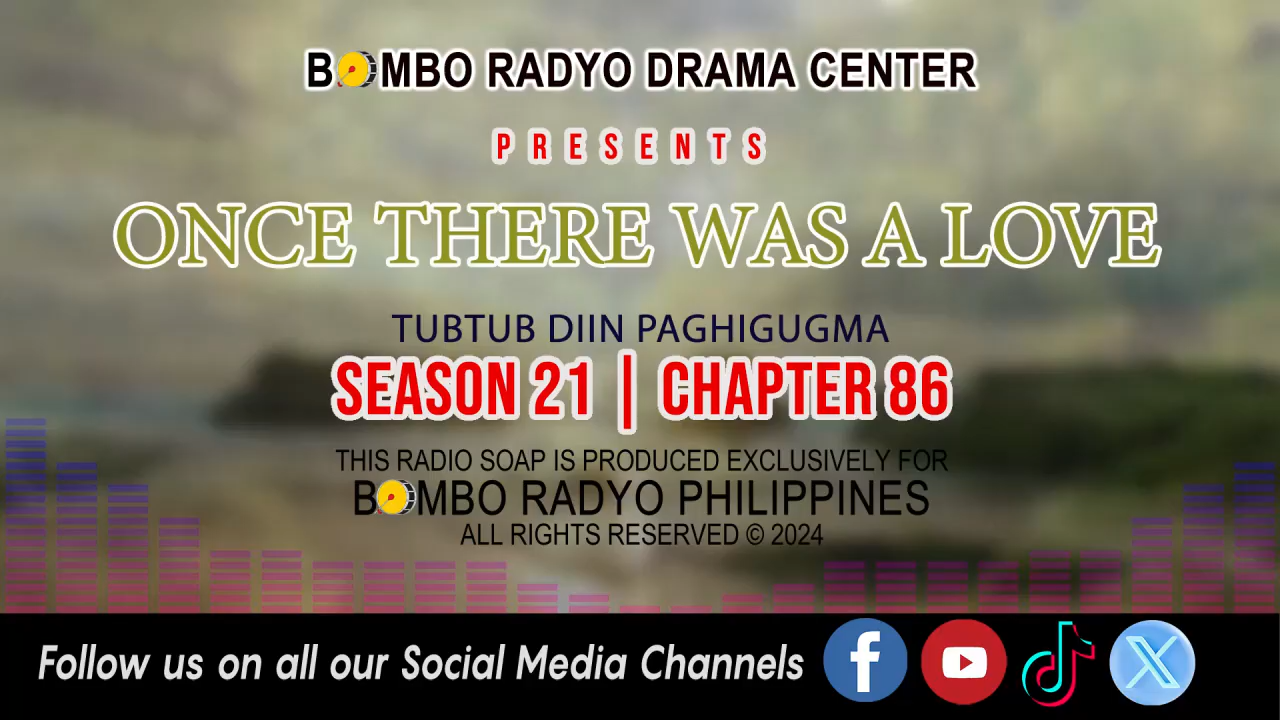 BOMBO RADYO DRAMA CENTER
PRESENTS
ONCE THERE WAS A LOVE
TUBTUB DIIN PAGHIGUGMA
SEASON 21 | CHAPTER 86
THIS RADIO SOAP IS PRODUCED EXCLUSIVELY FOR
BOMBO RADYO PHILIPPINES
ALL RIGHTS RESERVED © 2024
Follow us on all our Social Media Channels